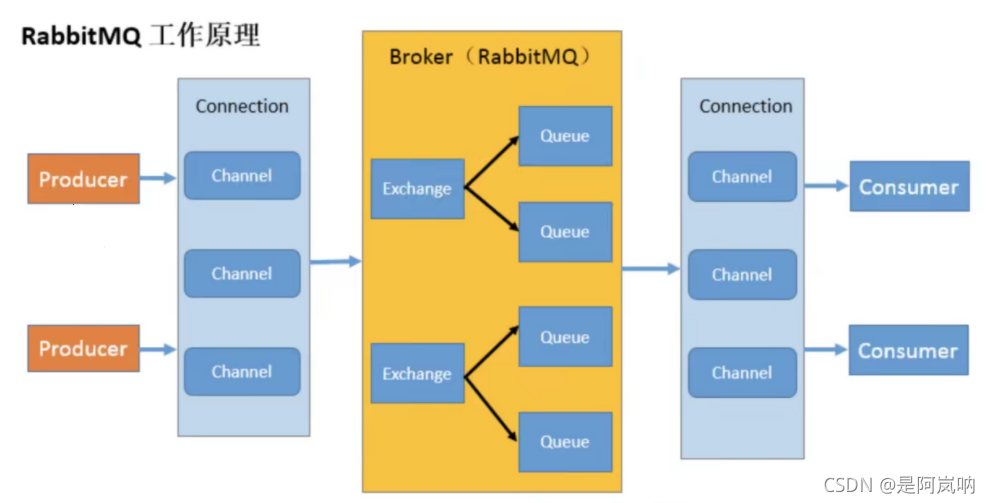 RabbitMQ 工作原理
Broker（RabbitMQ）
Connection
Connection
Producer
Channel
Exchange
Queue
Queue
Channel
Consumer
Channel
Channel
Producer
Channel
Exchange
Queue
Queue
Channel
Consumer
CSDN @是阿岚呐